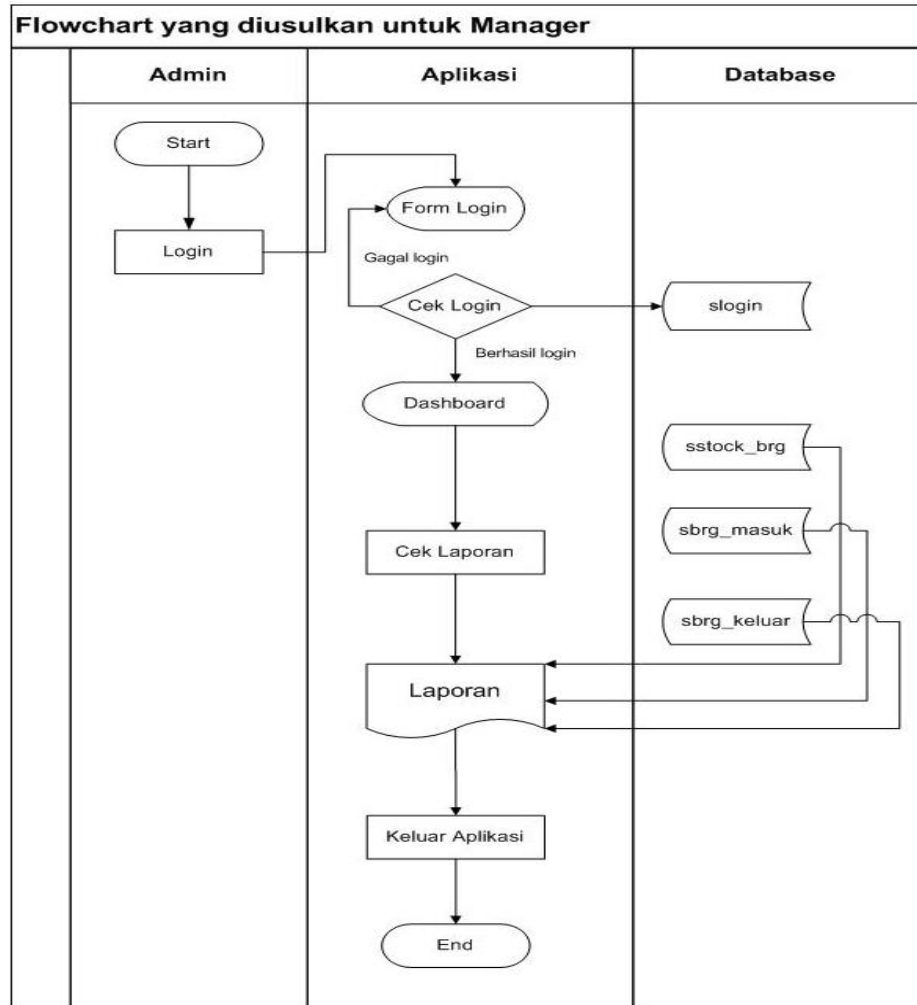 Flowchart yang diusulkan untuk Manager
Admin
Aplikasi
Database
Start
Form Login
Login
Gagal login
Cek Login
slogin
Berhasil login
Dashboard
sstock_brg
sbrg_masuk
Cek Laporan
sbrg_keluar
Laporan
Keluar Aplikasi
End